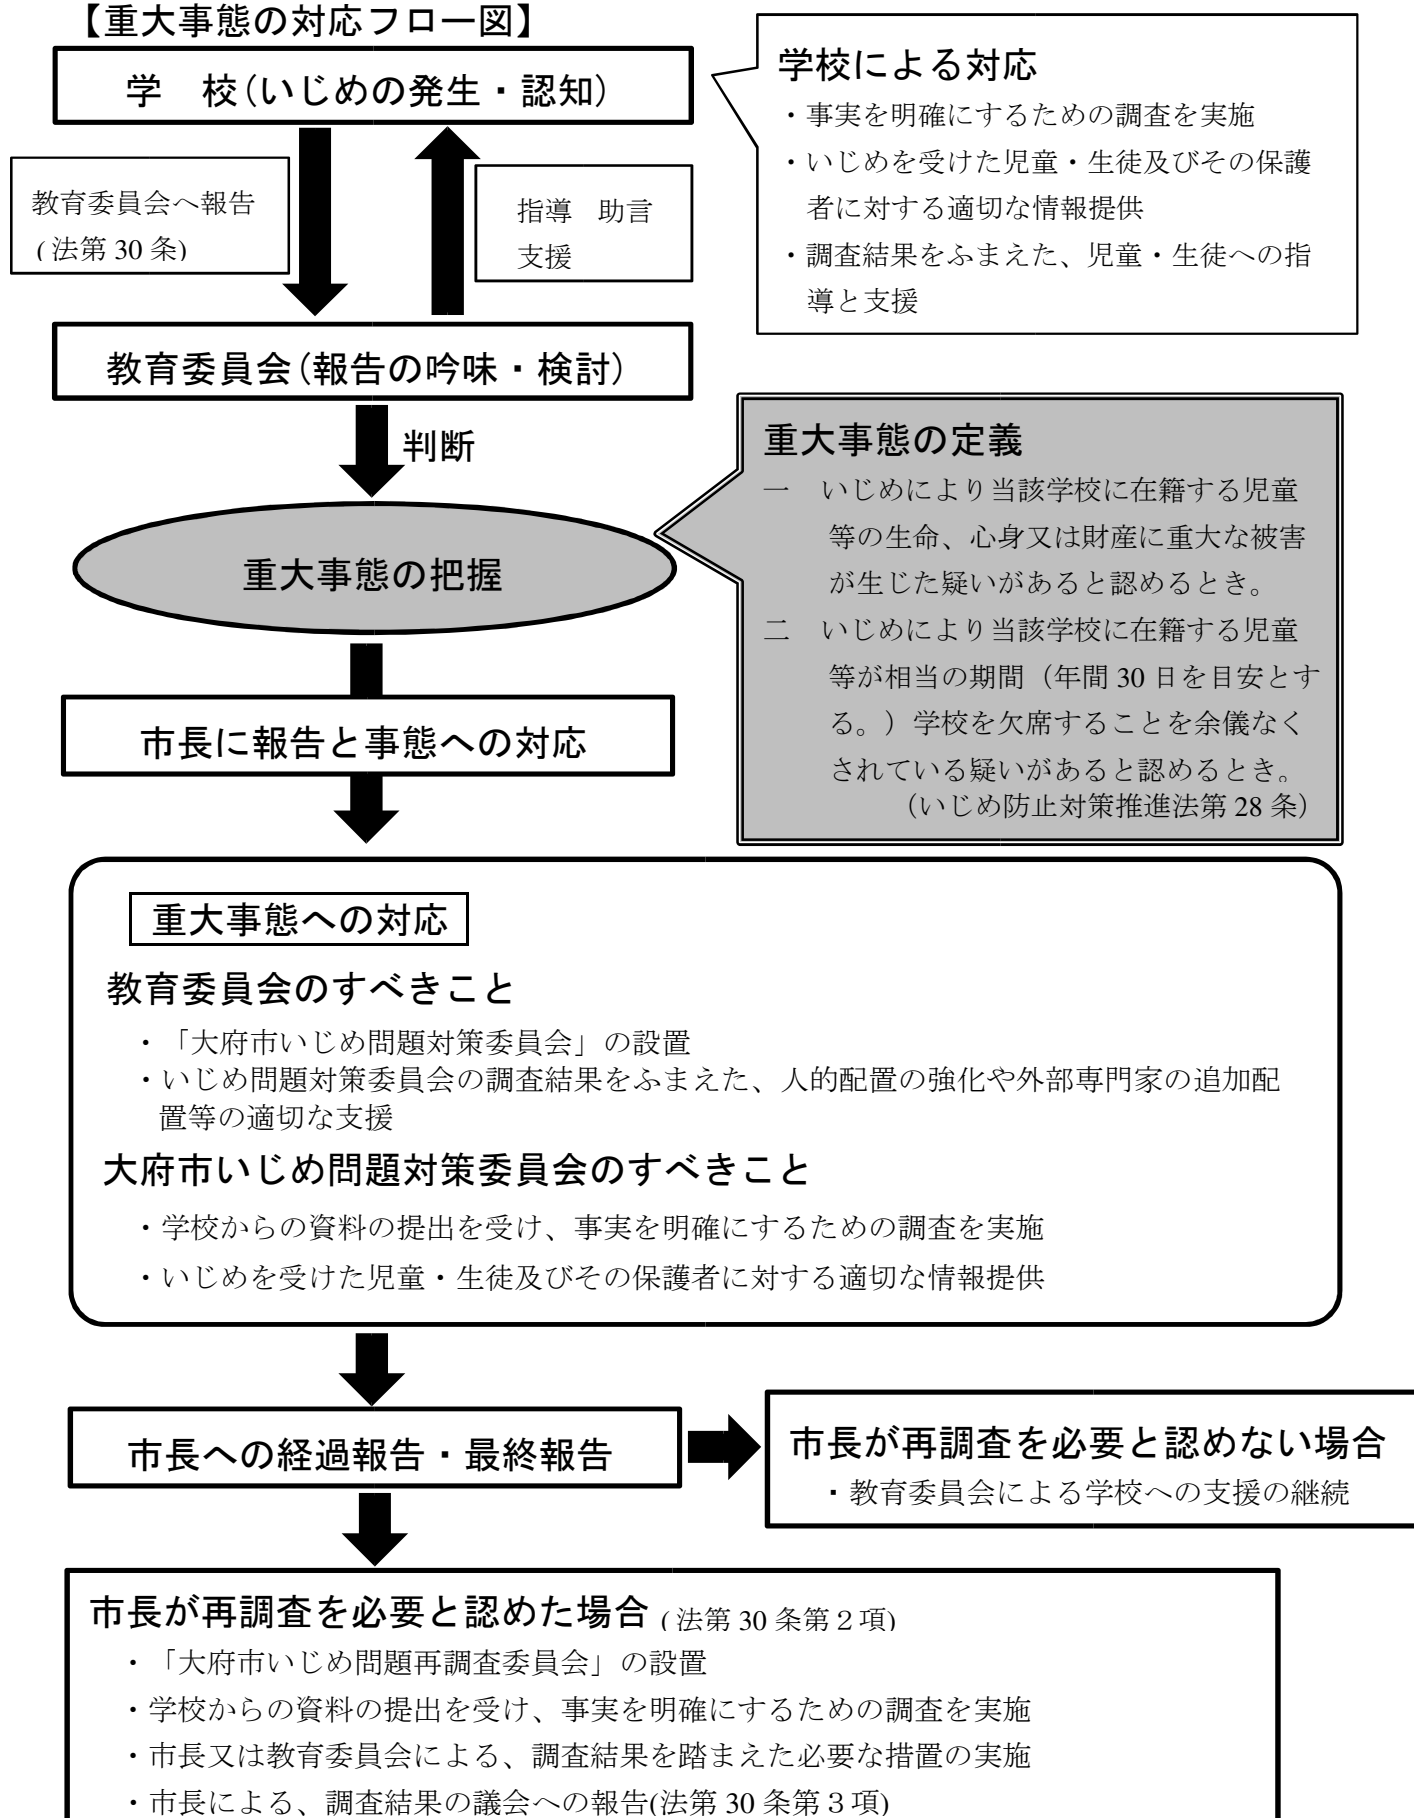 【重大事態の対応フロー図】
学　校(いじめの発生・認知)
教育委員会へ報告
(法第 30 条)
指導　助言
支援
学校による対応
・事実を明確にするための調査を実施
・いじめを受けた児童・生徒及びその保護
者に対する適切な情報提供
・調査結果をふまえた、児童・生徒への指
導と支援
教育委員会(報告の吟味・検討)
判断
重大事態の把握
重大事態の定義
一　いじめにより当該学校に在籍する児童
等の生命、心身又は財産に重大な被害
が生じた疑いがあると認めるとき。
二　いじめにより当該学校に在籍する児童
等が相当の期間（年間 30 日を目安とす
る。）学校を欠席することを余儀なく
されている疑いがあると認めるとき。
（いじめ防止対策推進法第 28 条）
市長に報告と事態への対応
重大事態への対応
教育委員会のすべきこと
・「大府市いじめ問題対策委員会」の設置
・いじめ問題対策委員会の調査結果をふまえた、人的配置の強化や外部専門家の追加配
置等の適切な支援
大府市いじめ問題対策委員会のすべきこと
・学校からの資料の提出を受け、事実を明確にするための調査を実施
・いじめを受けた児童・生徒及びその保護者に対する適切な情報提供
市長への経過報告・最終報告
市長が再調査を必要と認めない場合
・教育委員会による学校への支援の継続
市長が再調査を必要と認めた場合 (法第 30 条第２項)
・「大府市いじめ問題再調査委員会」の設置
・学校からの資料の提出を受け、事実を明確にするための調査を実施
・市長又は教育委員会による、調査結果を踏まえた必要な措置の実施
・市長による、調査結果の議会への報告(法第 30 条第３項)